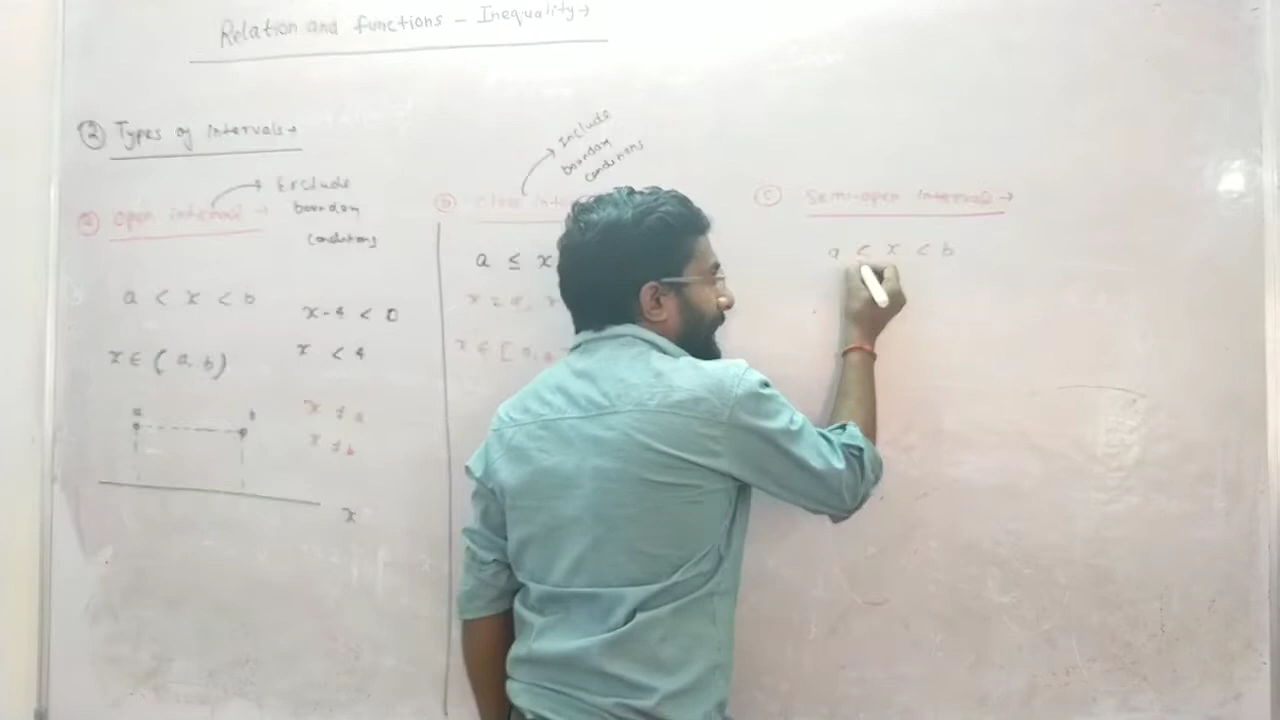 Relation and functions – Inequality→
② Types of intervals→
Exclude
boundary
conditions
ⓐ open interval →
a < x < b
x ∈ ( a, b)
x-4 < 0
x < 4
x ≠ a
x ≠ b
a b
x
Include
boundary
conditions
ⓑ Close
a ≤ x
x ∈ [ a,
ⓒ Semi-open interval →
a < x < b